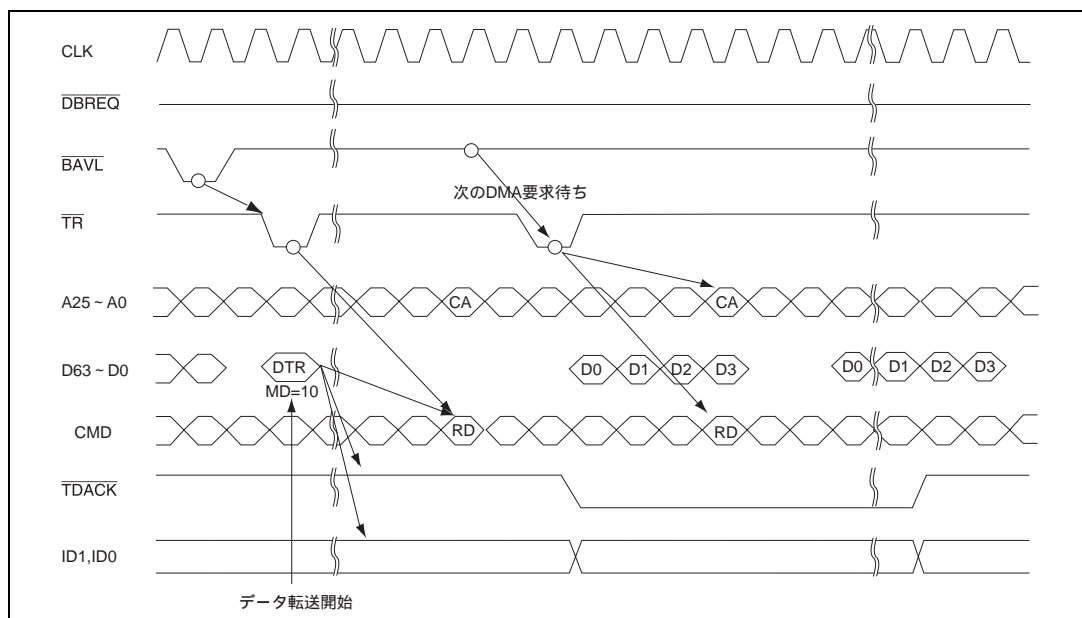 CLK
DBREQ
BAVL
次のDMA要求待ち
TR
A25 ~ A0 CA CA
D63 ~ D0 DTR D0 D1 D2 D3 D0 D1 D2 D3
MD=10
CMD RD RD
TDACK
ID1,ID0
データ転送開始